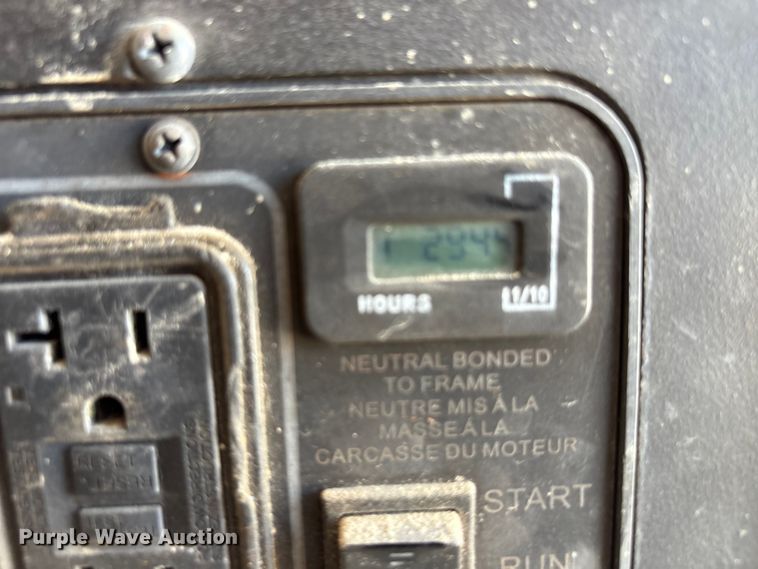 HOURS
1/10
NEUTRAL BONDED
TO FRAME
NEUTRE MIS À LA
MASSE À LA
CARCASSE DU MOTEUR
START
RUN
Purple Wave Auction